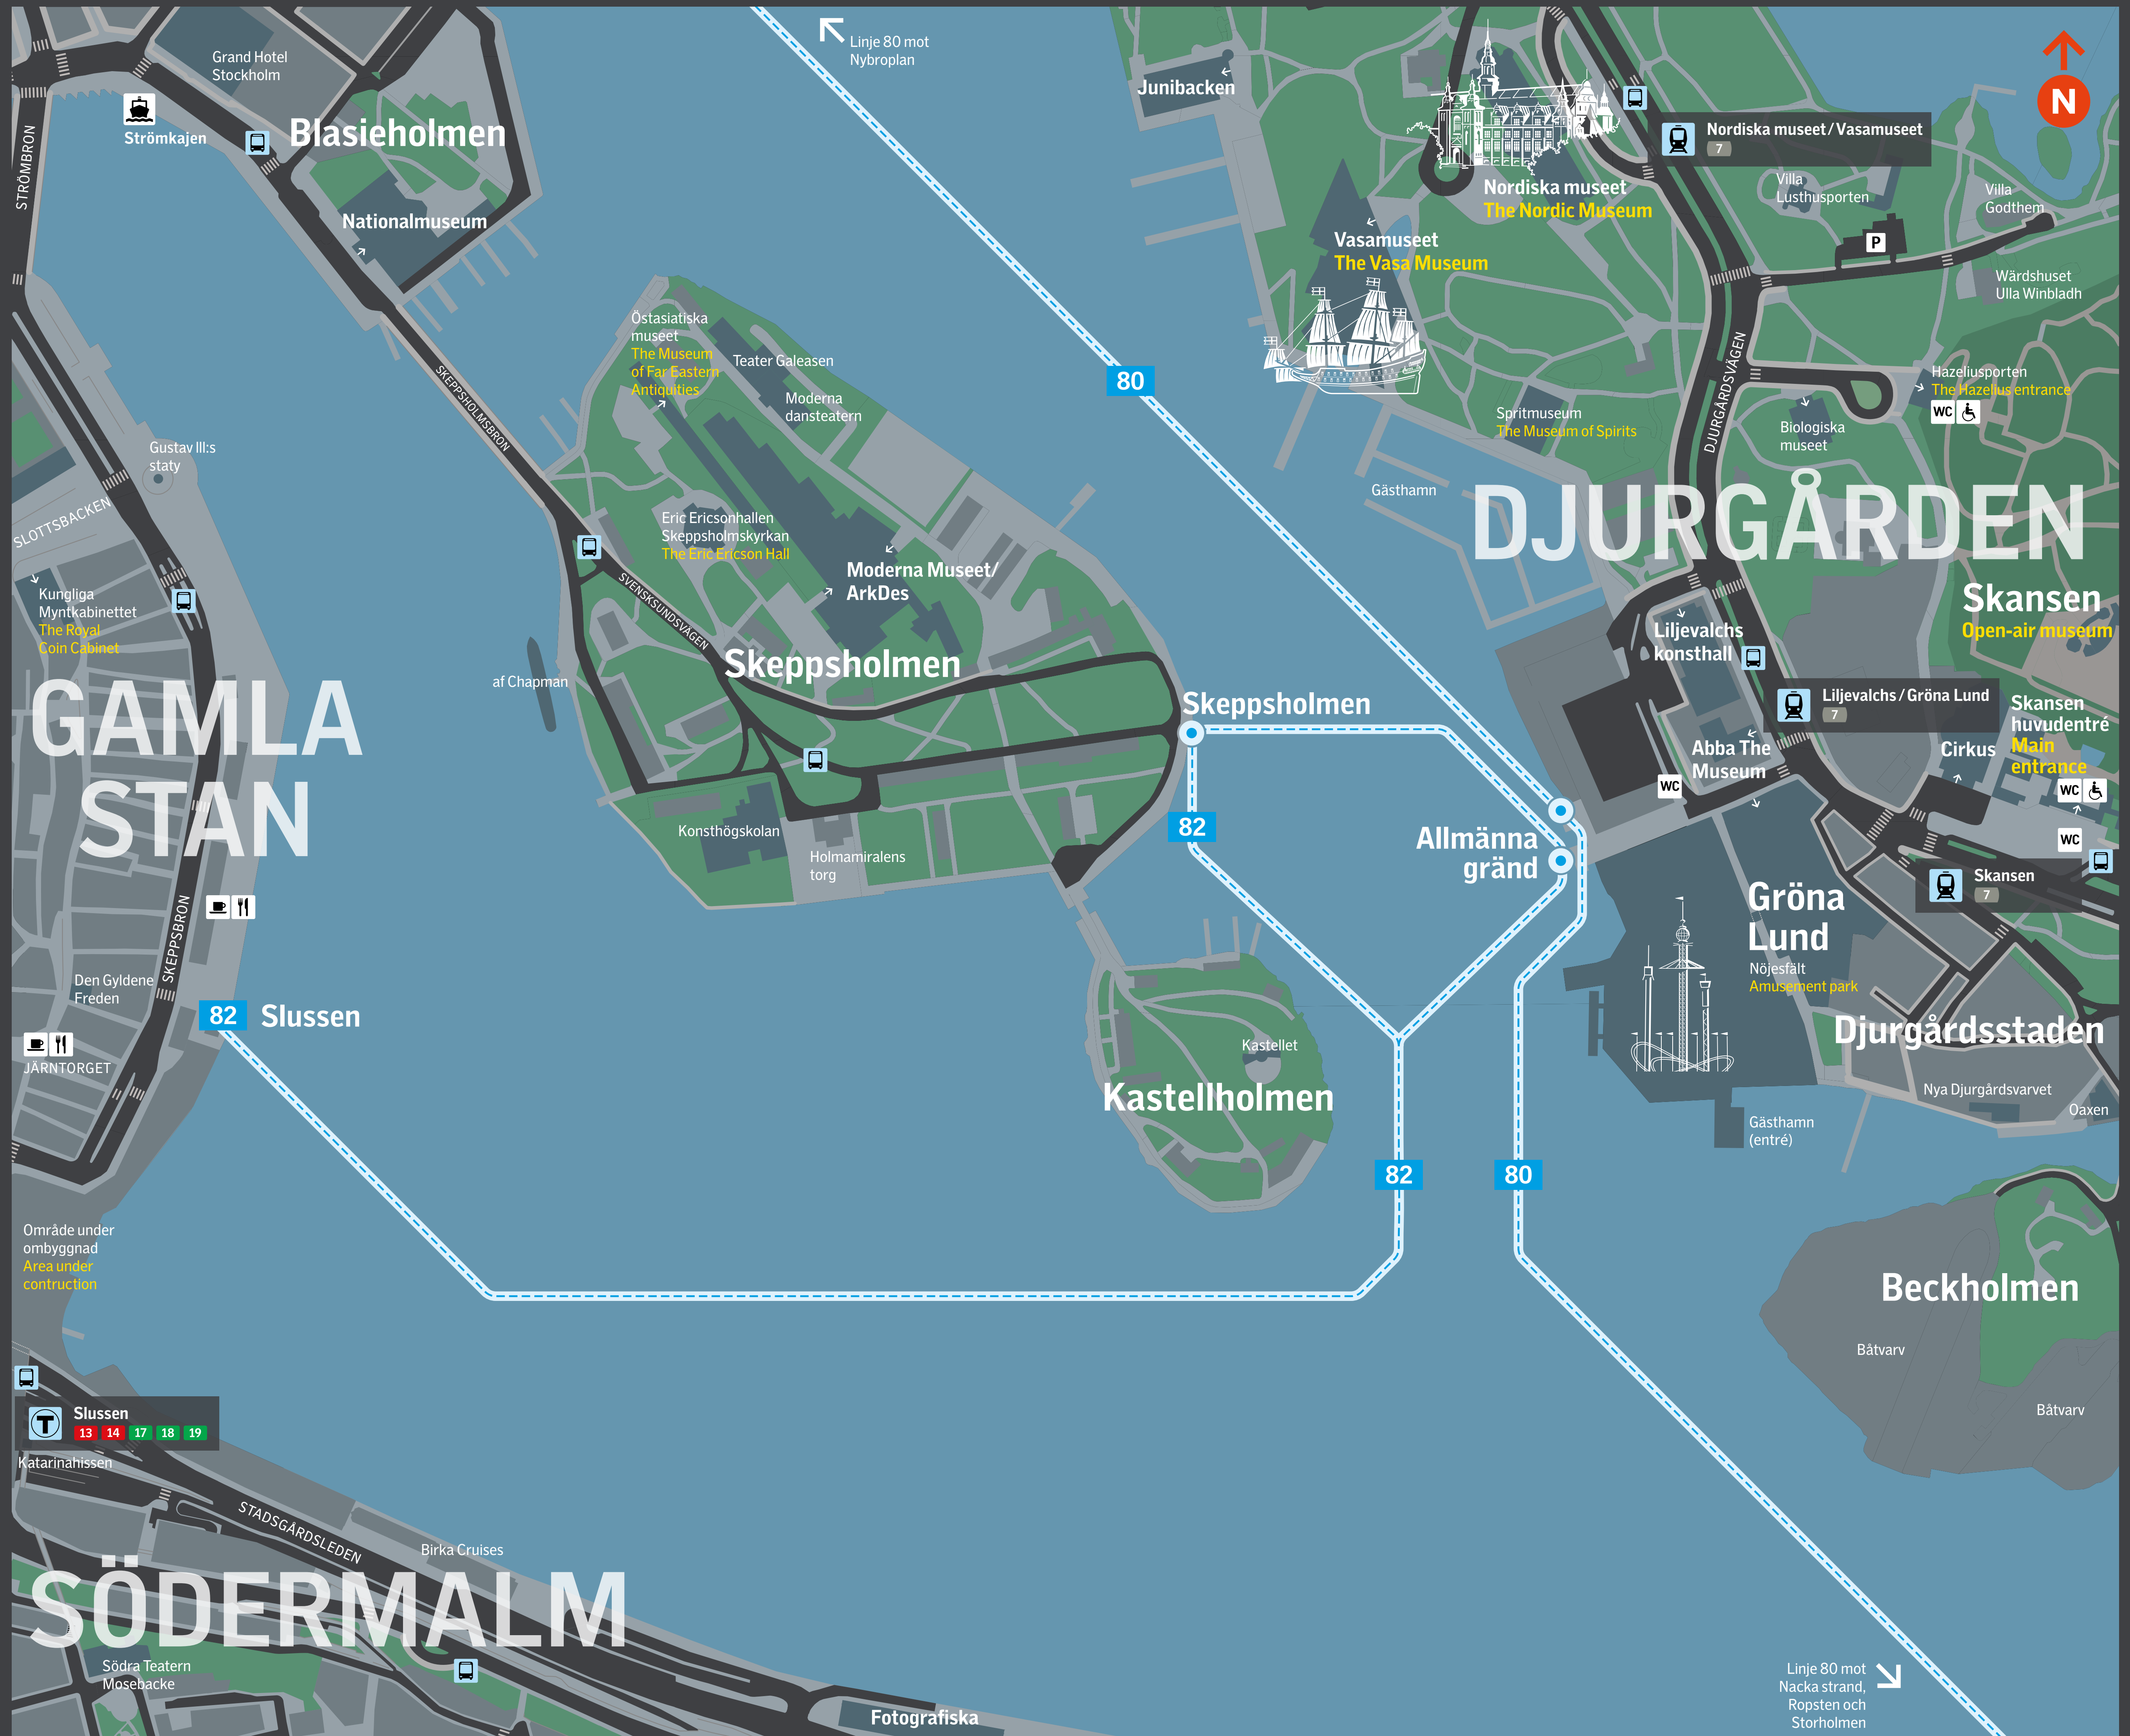 Linje 80 mot
Nybroplan
N
Grand Hotel
Stockholm
Strömkajen
STRÖMBRON
Blasieholmen
Nationalmuseum
Junibacken
Nordiska museet
The Nordic Museum
Nordiska museet / Vasamuseet
7
Villa
Lusthusporten
Villa
Godthem
P
Wärdshuset
Ulla Winbladh
Vasamuseet
The Vasa Museum
Östasiatiska
museet
The Museum
of Far Eastern
Antiquities
Teater Galeasen
Moderna
dansteatern
SKEPPSHOLMSBRON
80
DJURGÅRDSVÄGEN
Hazeliusporten
The Hazelius entrance
WC
Spritmuseum
The Museum of Spirits
Biologiska
museet
Gustav III:s
staty
Gästhamn
DJURGÅRDEN
SLOTTSBACKEN
Kungliga
Myntkabinettet
The Royal
Coin Cabinet
Eric Ericsonhallen
Skeppsholmskyrkan
The Eric Ericson Hall
Moderna Museet/
ArkDes
SVENSKSUNDSVÄGEN
Skansen
Open-air museum
Liljevalchs
konsthall
GAMLA
STAN
af Chapman
Skeppsholmen
Skeppsholmen
Liljevalchs / Gröna Lund
7
Skansen
huvudentré
Main
entrance
Cirkus
Abba The
Museum
WC
WC
WC
82
Konsthögskolan
Holmamiralens
torg
Allmänna
gränd
Skansen
7
Gröna
Lund
Nöjesfält
Amusement park
SKEPPSBRON
Den Gyldene
Freden
82
Slussen
JÄRNTORGET
Kastellet
Kastellholmen
Djurgårdsstaden
Nya Djurgårdsvarvet
Oaxen
Gästhamn
(entré)
82
80
Område under
ombyggnad
Area under
contruction
Beckholmen
Båtvarv
Båtvarv
T
Slussen
13 14 17 18 19
Katarinahissen
STADSGÅRDSLEDEN
Birka Cruises
SÖDERMALM
Södra Teatern
Mosebacke
Fotografiska
Linje 80 mot
Nacka strand,
Ropsten och
Storholmen